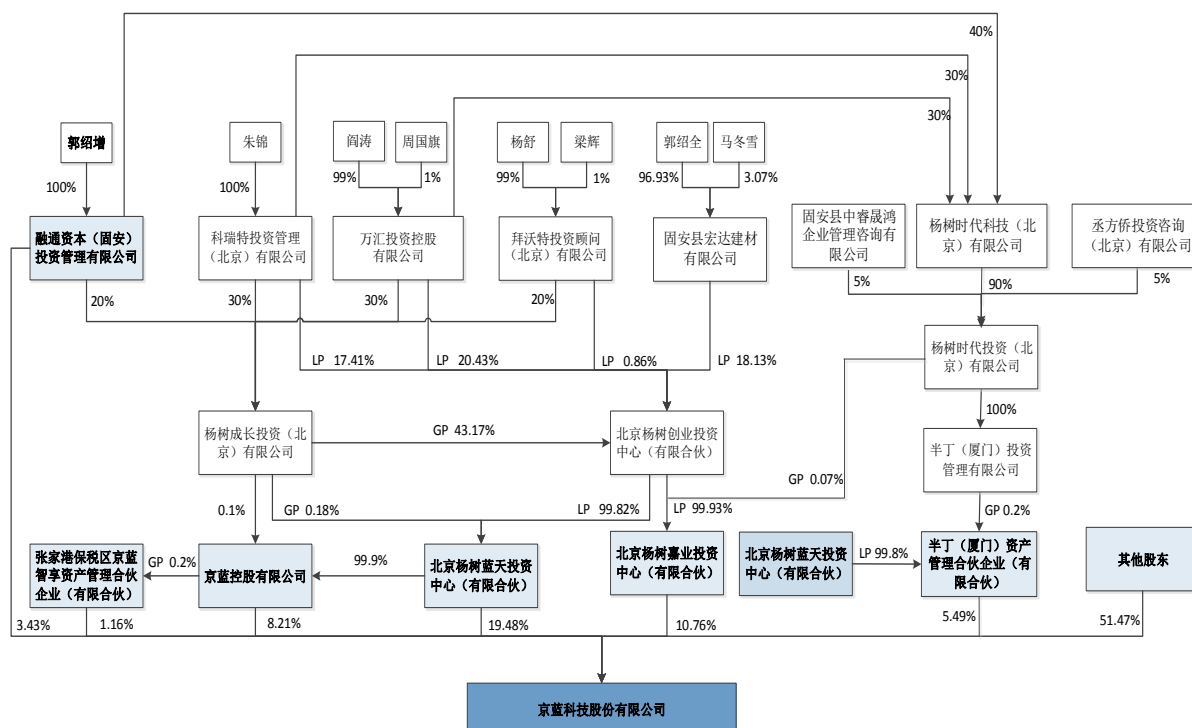 40%
30%
30%
郭绍增
朱锦
阎涛
周国旗
杨舒
梁辉
郭绍全
马冬雪
100%
100%
99%
1%
99%
1%
96.93%
3.07%
融通资本（固安）
投资管理有限公司
科瑞特投资管理
（北京）有限公司
万汇投资控股
有限公司
拜沃特投资顾问
（北京）有限公司
固安县宏达建材
有限公司
固安县中睿晟鸿
企业管理咨询有
限公司
杨树时代科技（北
京）有限公司
丞方侨投资咨询
（北京）有限公司
20%
30%
30%
20%
5%
90%
5%
LP 17.41%
LP 20.43%
LP 0.86%
LP 18.13%
杨树时代投资（北
京）有限公司
100%
杨树成长投资（北
京）有限公司
GP 43.17%
北京杨树创业投资
中心（有限合伙）
半丁（厦门）投资
管理有限公司
GP 0.07%
0.1%
GP 0.18%
LP 99.82%
LP 99.93%
GP 0.2%
张家港保税区京蓝
智享资产管理合伙
企业（有限合伙）
GP 0.2%
京蓝控股有限公司
99.9%
北京杨树蓝天投资
中心（有限合伙）
北京杨树嘉业投资
中心（有限合伙）
北京杨树蓝天投资
中心（有限合伙）
LP 99.8%
半丁（厦门）资产
管理合伙企业（有
限合伙）
其他股东
3.43%
1.16%
8.21%
19.48%
10.76%
5.49%
51.47%
京蓝科技股份有限公司